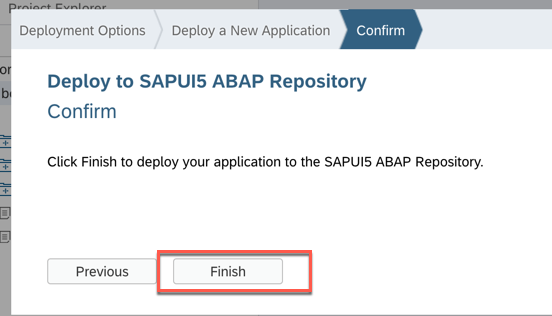 Project Explorer
Deployment Options
Deploy a New Application
Confirm
Deploy to SAPUI5 ABAP Repository
Confirm
Click Finish to deploy your application to the SAPUI5 ABAP Repository.
Previous
Finish